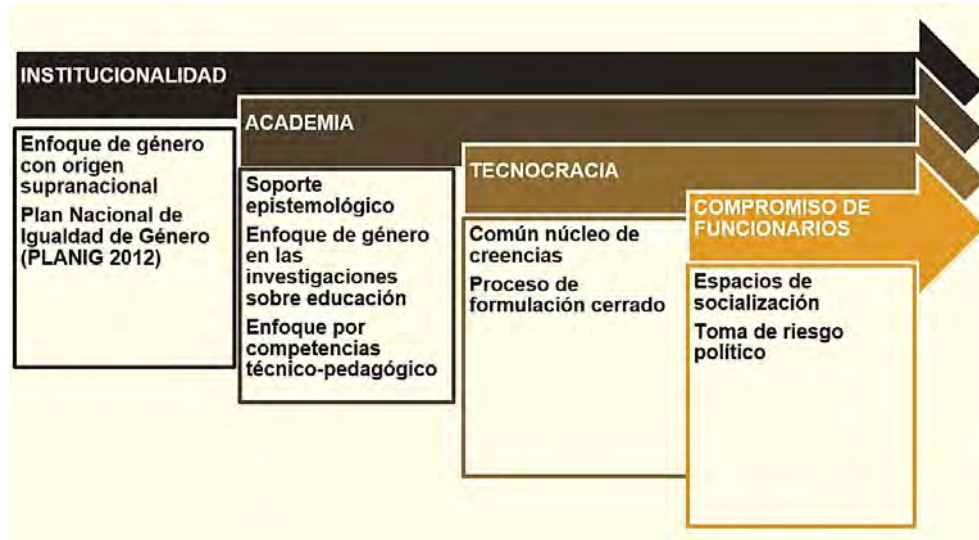 INSTITUCIONALIDAD
Enfoque de género
con origen
supranacional
Plan Nacional de
Igualdad de Género
(PLANIG 2012)
ACADEMIA
Soporte
epistemológico
Enfoque de género
en las
investigaciones
sobre educación
Enfoque por
competencias
técnico-pedagógico
TECNOCRACIA
Común núcleo de
creencias
Proceso de
formulación cerrado
COMPROMISO DE
FUNCIONARIOS
Espacios de
socialización
Toma de riesgo
político